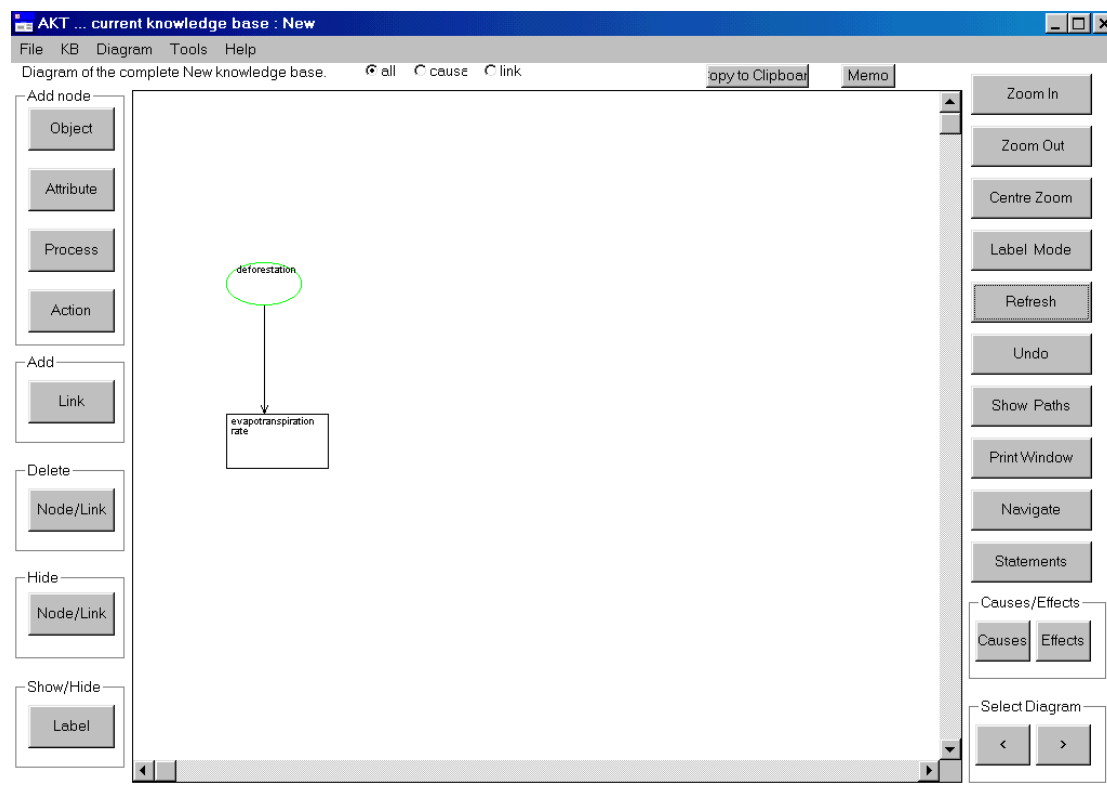 AKT ... current knowledge base : New
File KB Diagram Tools Help
Diagram of the complete New knowledge base. all cause link opy to Clipboar Memo
Add node
Object
Attribute
Process
Action
Add
Link
Delete
Node/Link
Hide
Node/Link
Show/Hide
Label
deforestation
evapotranspiration
rate
Zoom In
Zoom Out
Centre Zoom
Label Mode
Refresh
Undo
Show Paths
Print Window
Navigate
Statements
Causes/Effects
Causes Effects
Select Diagram
< >